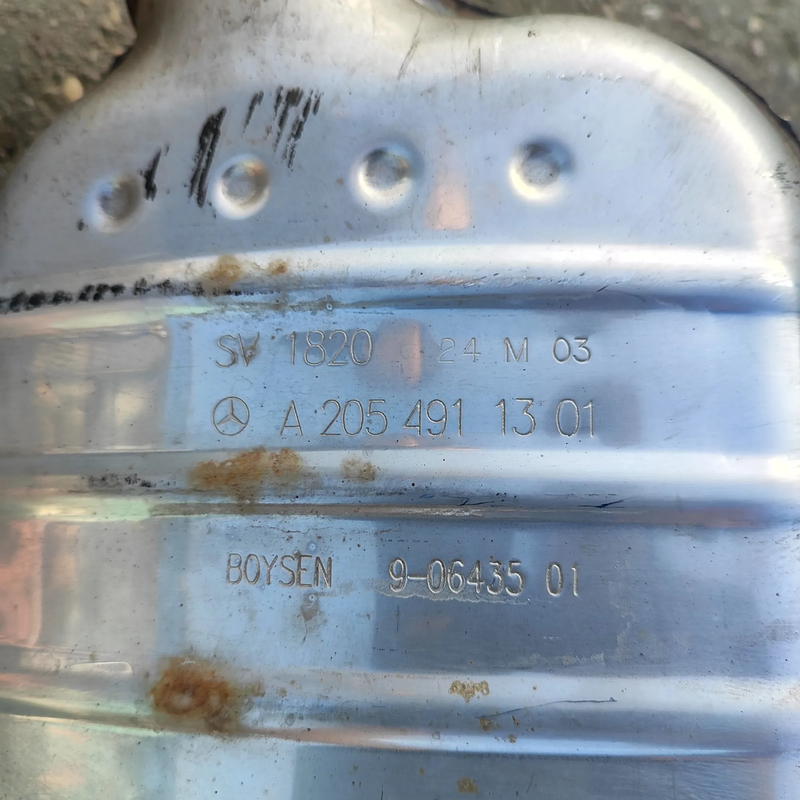 SV 1820 24 M 03
A 205 491 13 01
BOYSEN 9-06435 01